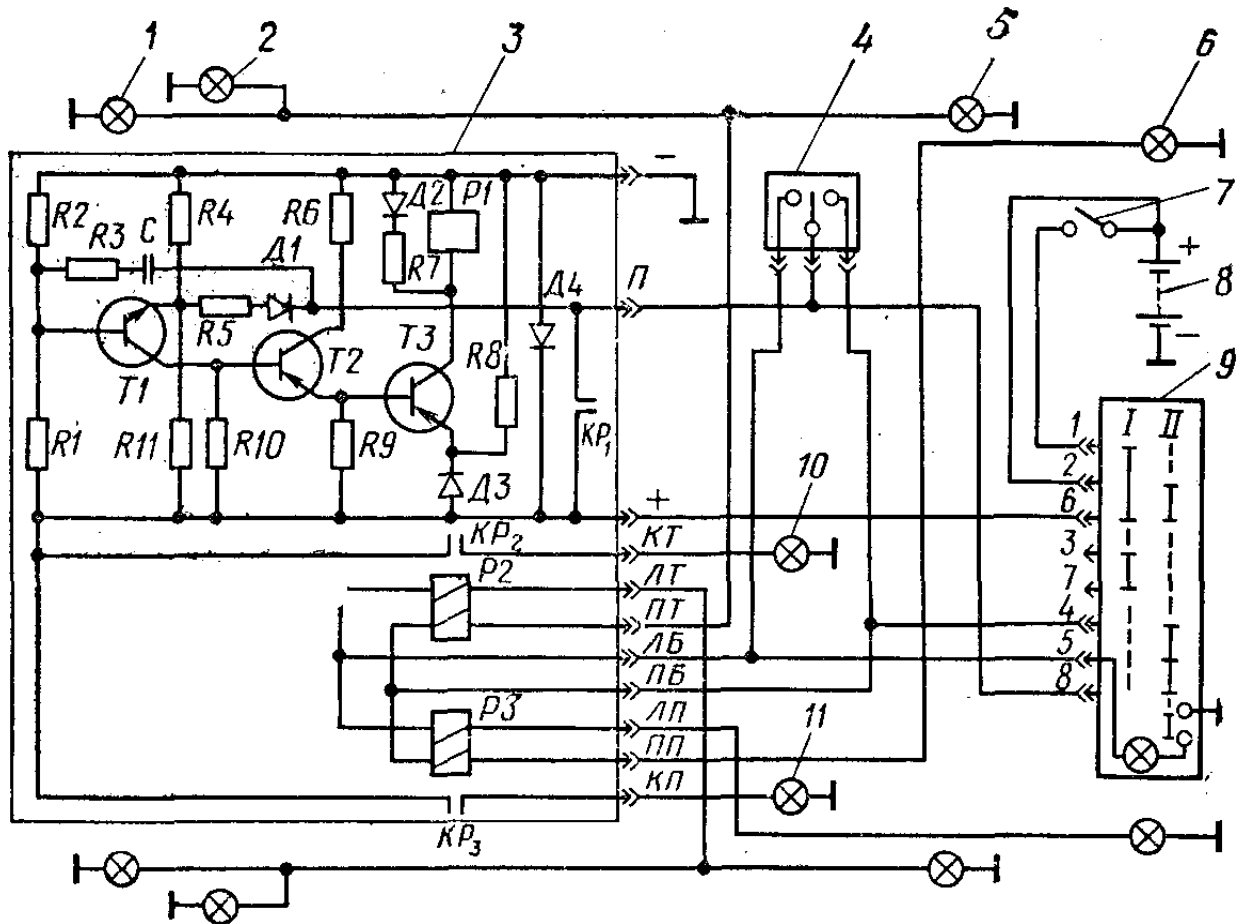 1 2 3 4 5 6
R2 R3 C R4 Д1 R6 Д2 P1 R7
Д4 П 7
R5 + 8 −
T1 T2 T3 R8 9
R1 R11 R10 R9 Д3 KP₁
− +
10
KP₂ КТ
P2 ЛТ
ПТ
ЛБ
ПБ
P3 ЛП
ПП
КП
KP₃
11
I II
1
2
6
3
7
4
5
8